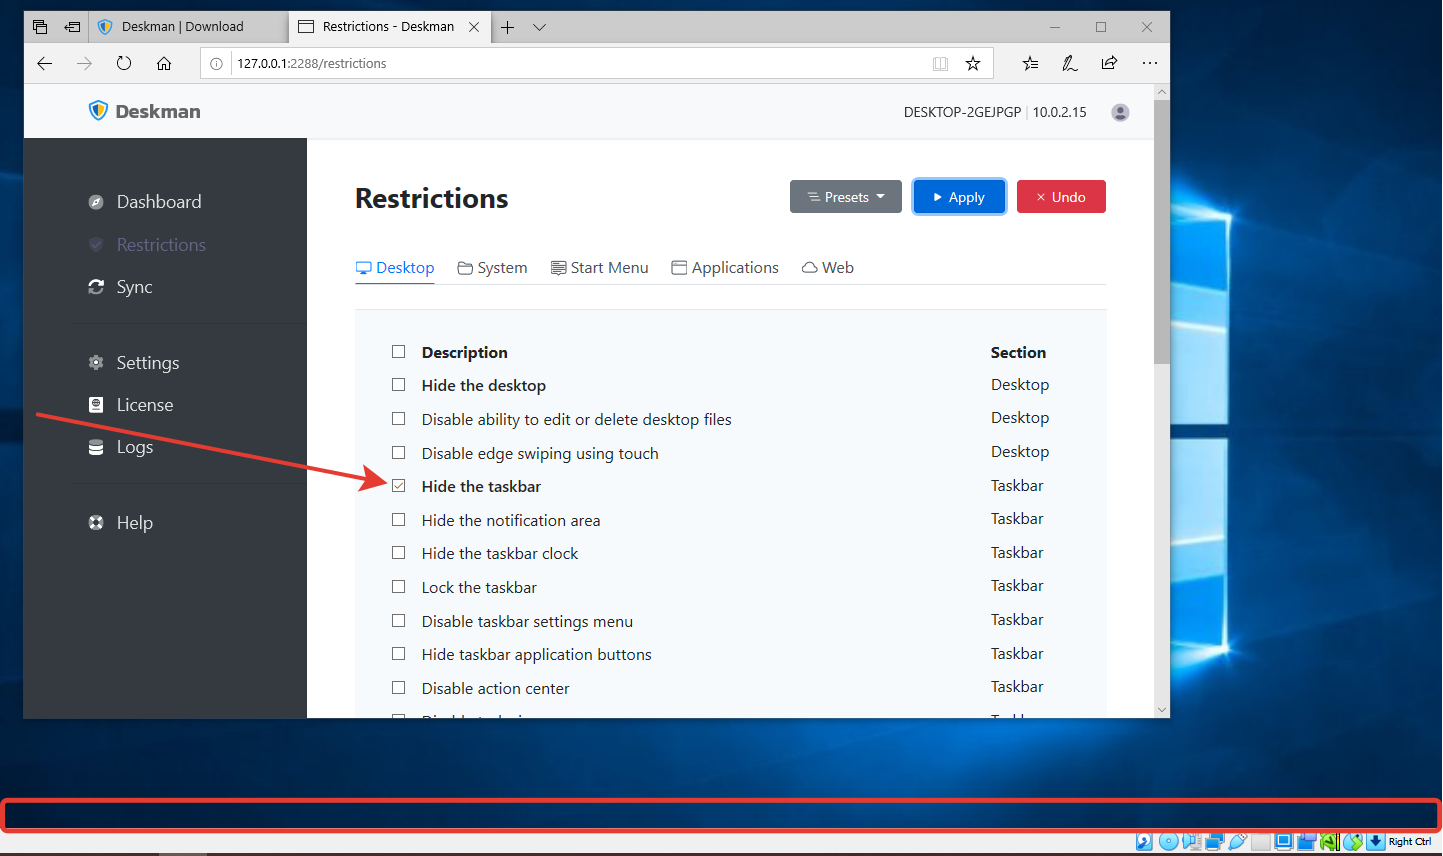 Deskman | Download
Restrictions - Deskman
127.0.0.1:2288/restrictions
Deskman
DESKTOP-2GEJPGP | 10.0.2.15
Dashboard
Restrictions
Sync
Settings
License
Logs
Help
Restrictions
Presets
Apply
Undo
Desktop
System
Start Menu
Applications
Web
Description Section
Hide the desktop Desktop
Disable ability to edit or delete desktop files Desktop
Disable edge swiping using touch Desktop
Hide the taskbar Taskbar
Hide the notification area Taskbar
Hide the taskbar clock Taskbar
Lock the taskbar Taskbar
Disable taskbar settings menu Taskbar
Hide taskbar application buttons Taskbar
Disable action center Taskbar
Right Ctrl